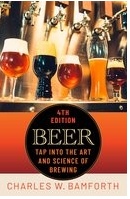 4TH
EDITION
BEER
TAP INTO THE ART
AND SCIENCE OF
BREWING
CHARLES W. BAMFORTH